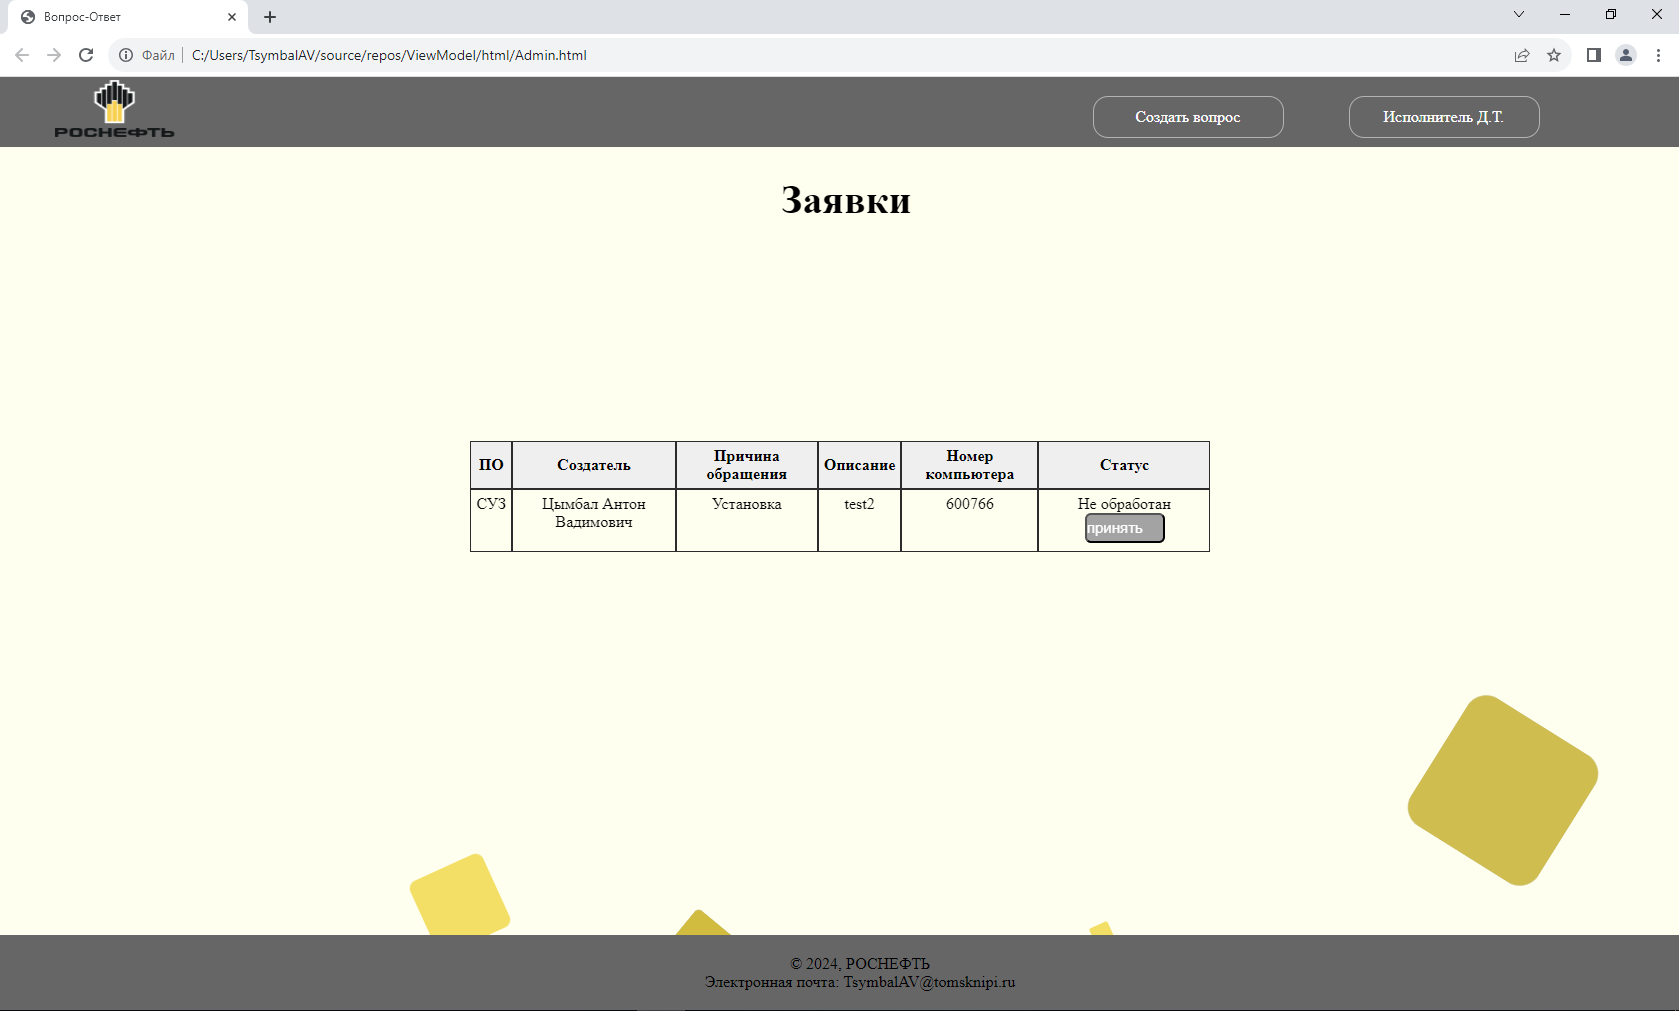 Вопрос-Ответ
Файл
C:/Users/TsymbalAV/source/repos/ViewModel/html/Admin.html
РОСНЕФТЬ
Создать вопрос
Исполнитель Д.Т.
Заявки
ПО
Создатель
Причина
обращения
Описание
Номер
компьютера
Статус
СУЗ
Цымбал Антон
Вадимович
Установка
test2
600766
Не обработан
принять
© 2024, РОСНЕФТЬ
Электронная почта: TsymbalAV@tomsknipi.ru